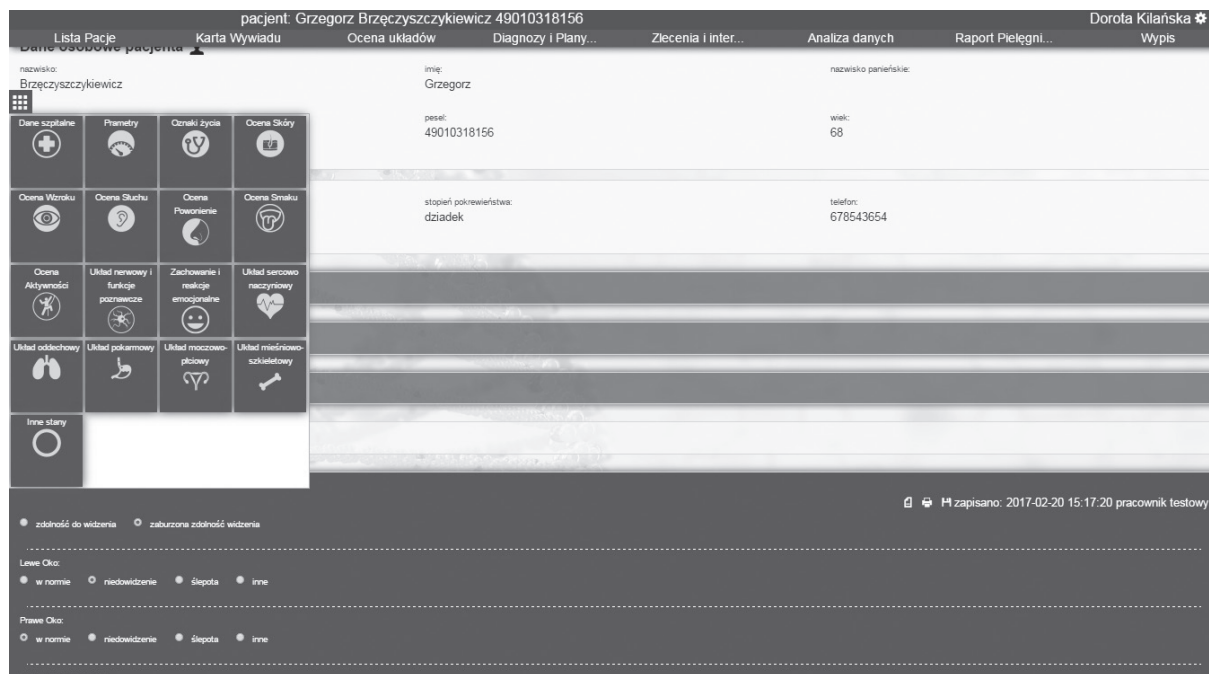 pacjent: Grzegorz Brzęczyszczykiewicz 49010318156 Dorota Kilańska
Lista Pacje Karta Wywiadu Ocena układów Diagnozy i Plany... Zlecenia i inter... Analiza danych Raport Pielęgni... Wypis
Dane osobowe pacjenta
nazwisko: imię: nazwisko panieńskie:
Brzęczyszczykiewicz Grzegorz
pesel: wiek:
49010318156 68
stopień pokrewieństwa: telefon:
dziadek 678543654
Dane szpitalne Prametry Oznaki życia Ocena Skóry
Ocena Wzroku Ocena Słuchu Ocena Powonienie Ocena Smaku
Ocena Aktywności Układ nerwowy i funkcje poznawcze Zachowanie i reakcje emocjonalne Układ sercowo naczyniowy
Układ oddechowy Układ pokarmowy Układ moczowo-płciowy Układ mieśniowo-szkieletowy
Inne stany
zapisano: 2017-02-20 15:17:20 pracownik testowy
zdolność do widzenia zaburzona zdolność widzenia
Lewe Oko:
w normie niedowidzenie ślepota inne
Prawe Oko:
w normie niedowidzenie ślepota inne